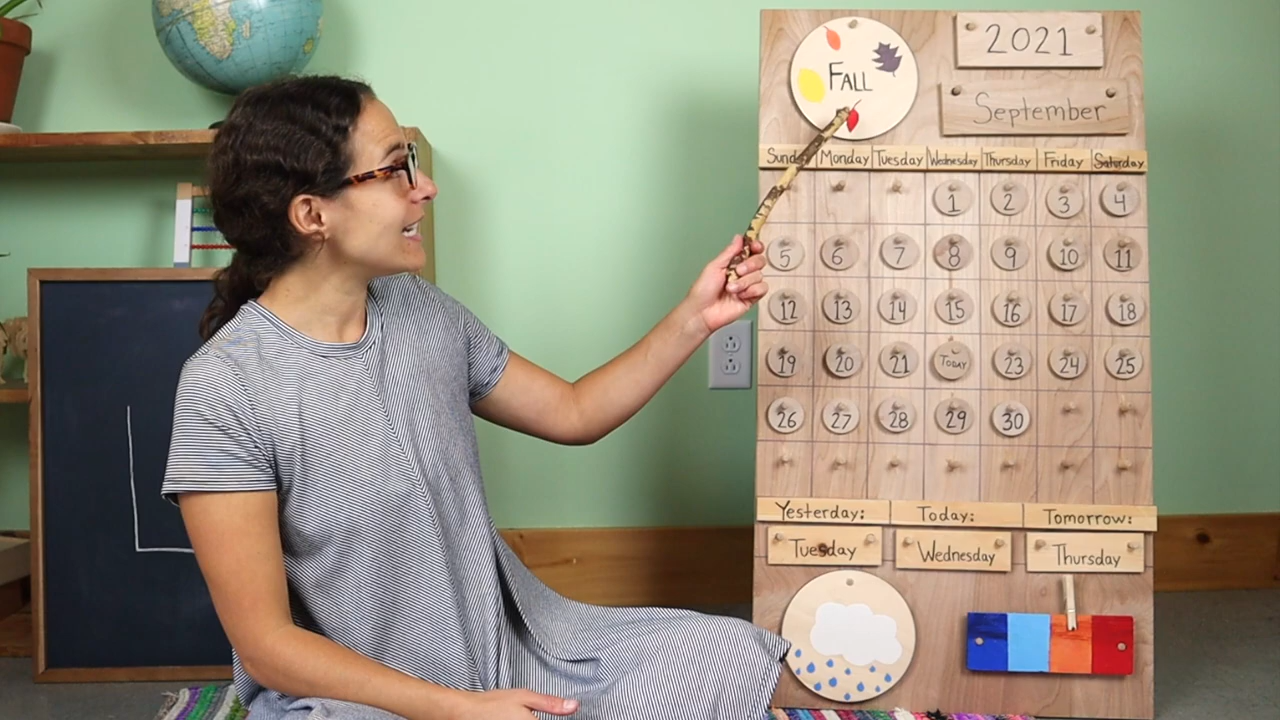 2021
FALL
September
Sunday Monday Tuesday Wednesday Thursday Friday Saturday
1 2 3 4
5 6 7 8 9 10 11
12 13 14 15 16 17 18
19 20 21 TODAY 23 24 25
26 27 28 29 30
Yesterday: Today: Tomorrow:
Tuesday Wednesday Thursday
L